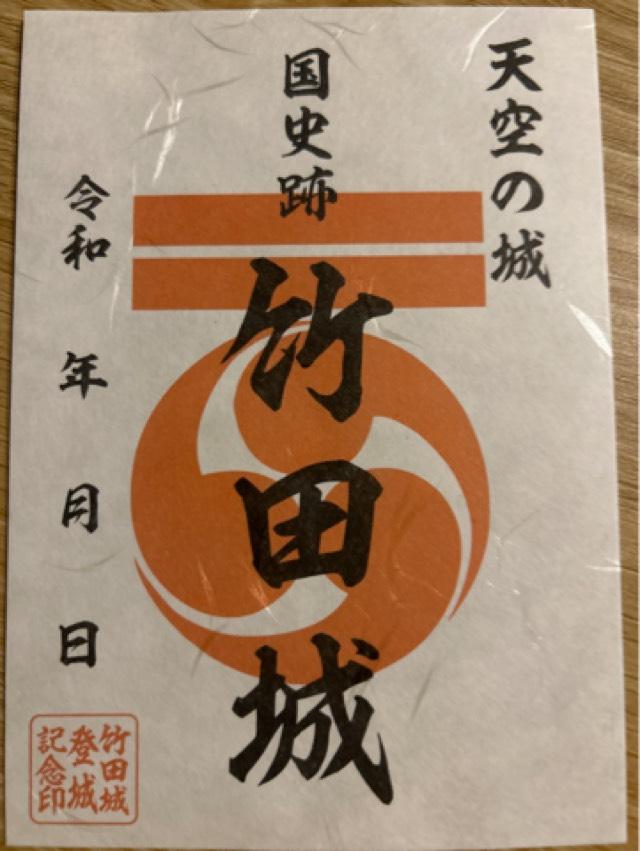 天空の城
国史跡
竹田城
令和 年 月 日
竹田城
登城
記念印